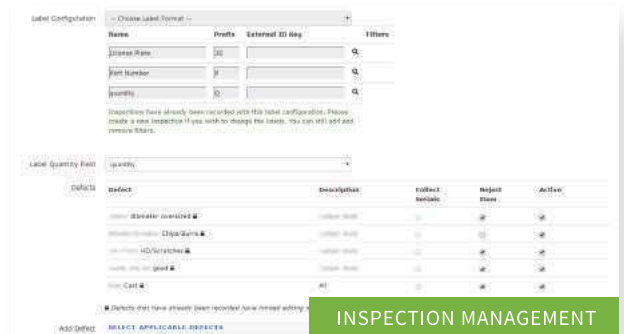 Label Configuration -- Choose Label Format --
Name Prefix External ID Key Filters
License Plate
Part Number
quantity Q
Inspections have already been recorded with this label configuration. Please
create a new inspection if you wish to change the labels. You can still add and
remove filters.
Label Quantity Field quantity
Defects Defect Description Collect Serials Reject Item Active
Diameter oversized
Chips/Burrs
HD/Scratches
good
Cast All
Defects that have already been recorded have limited editing
Add Defect SELECT APPLICABLE DEFECTS
INSPECTION MANAGEMENT